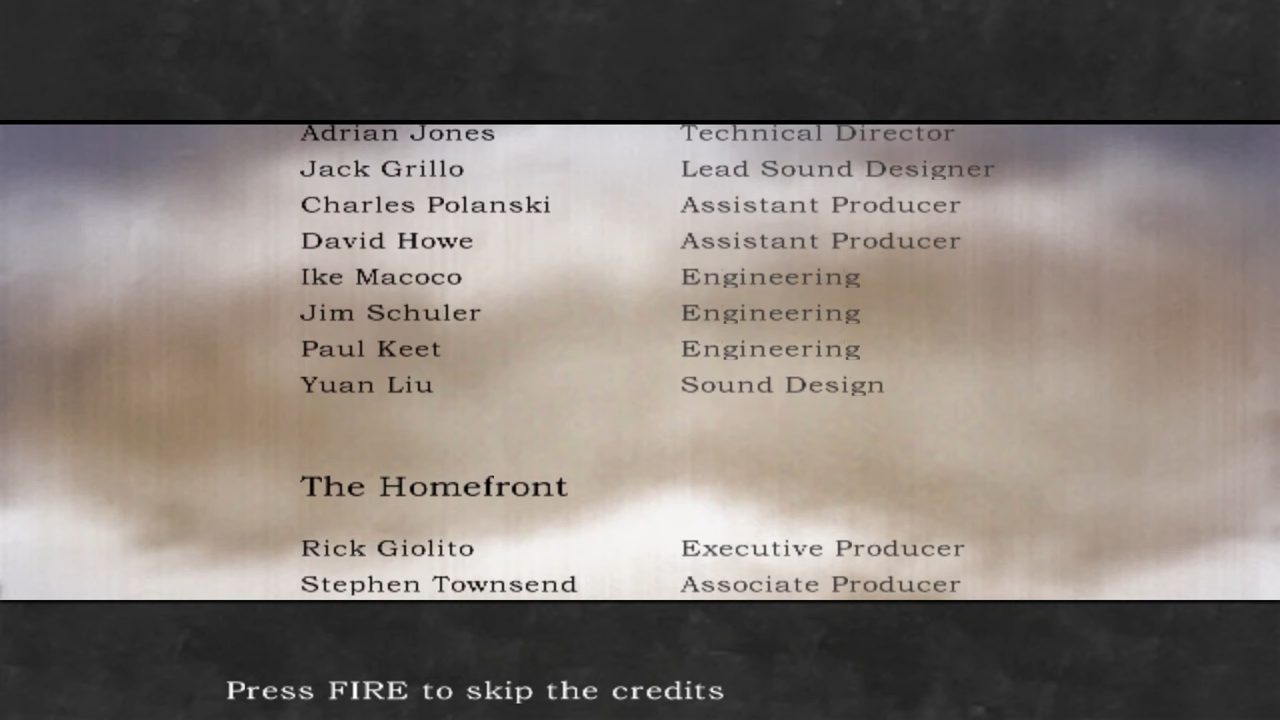 Adrian Jones Technical Director
Jack Grillo Lead Sound Designer
Charles Polanski Assistant Producer
David Howe Assistant Producer
Ike Macoco Engineering
Jim Schuler Engineering
Paul Keet Engineering
Yuan Liu Sound Design
The Homefront
Rick Giolito Executive Producer
Stephen Townsend Associate Producer
Press FIRE to skip the credits